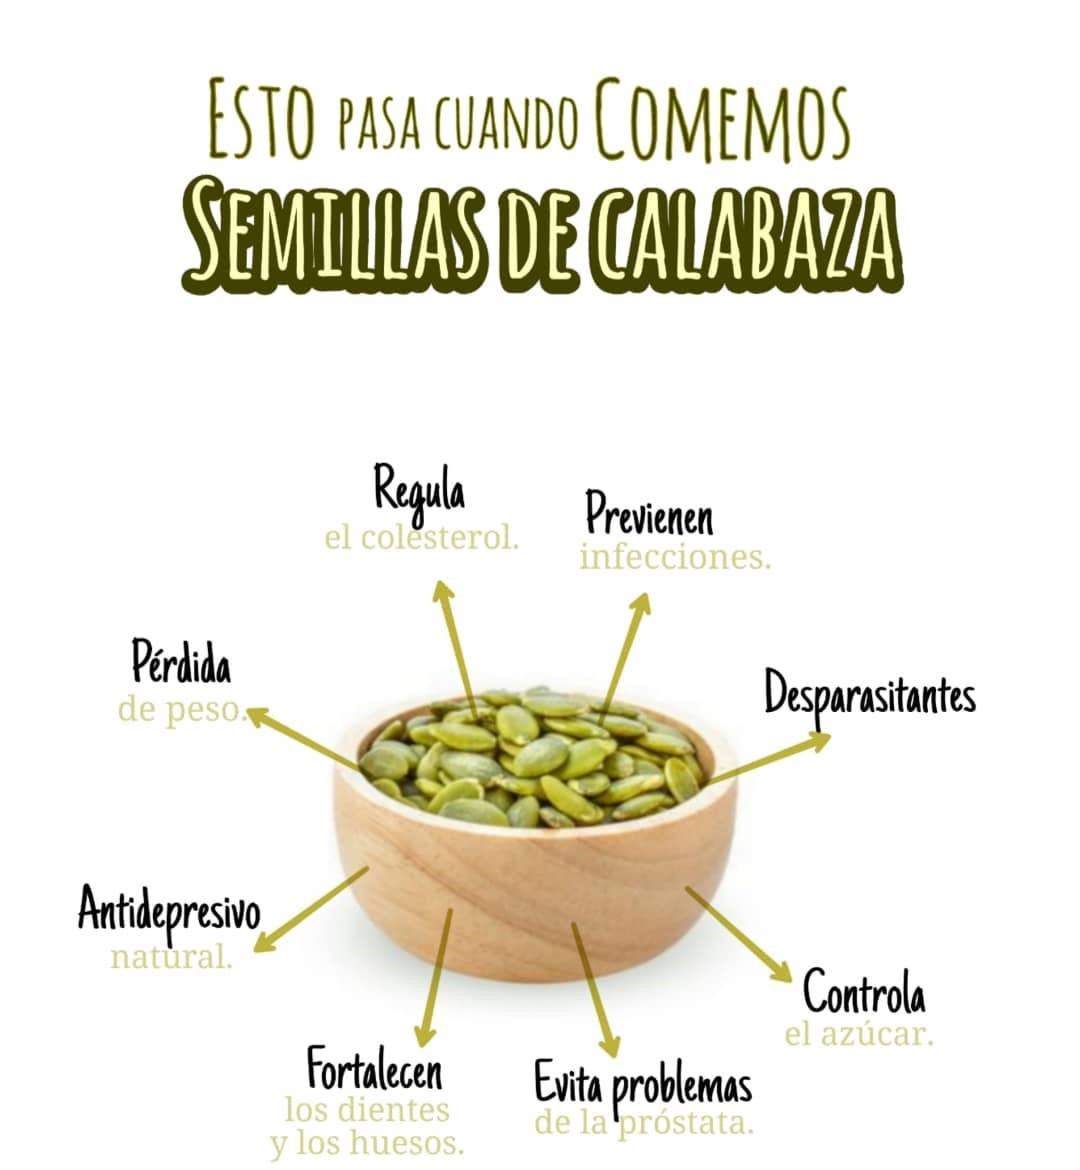 ESTO PASA CUANDO COMEMOS
SEMILLAS DE CALABAZA
Regula
el colesterol.
Previenen
infecciones.
Pérdida
de peso.
Desparasitantes
Antidepresivo
natural.
Controla
el azúcar.
Fortalecen
los dientes
y los huesos.
Evita problemas
de la próstata.